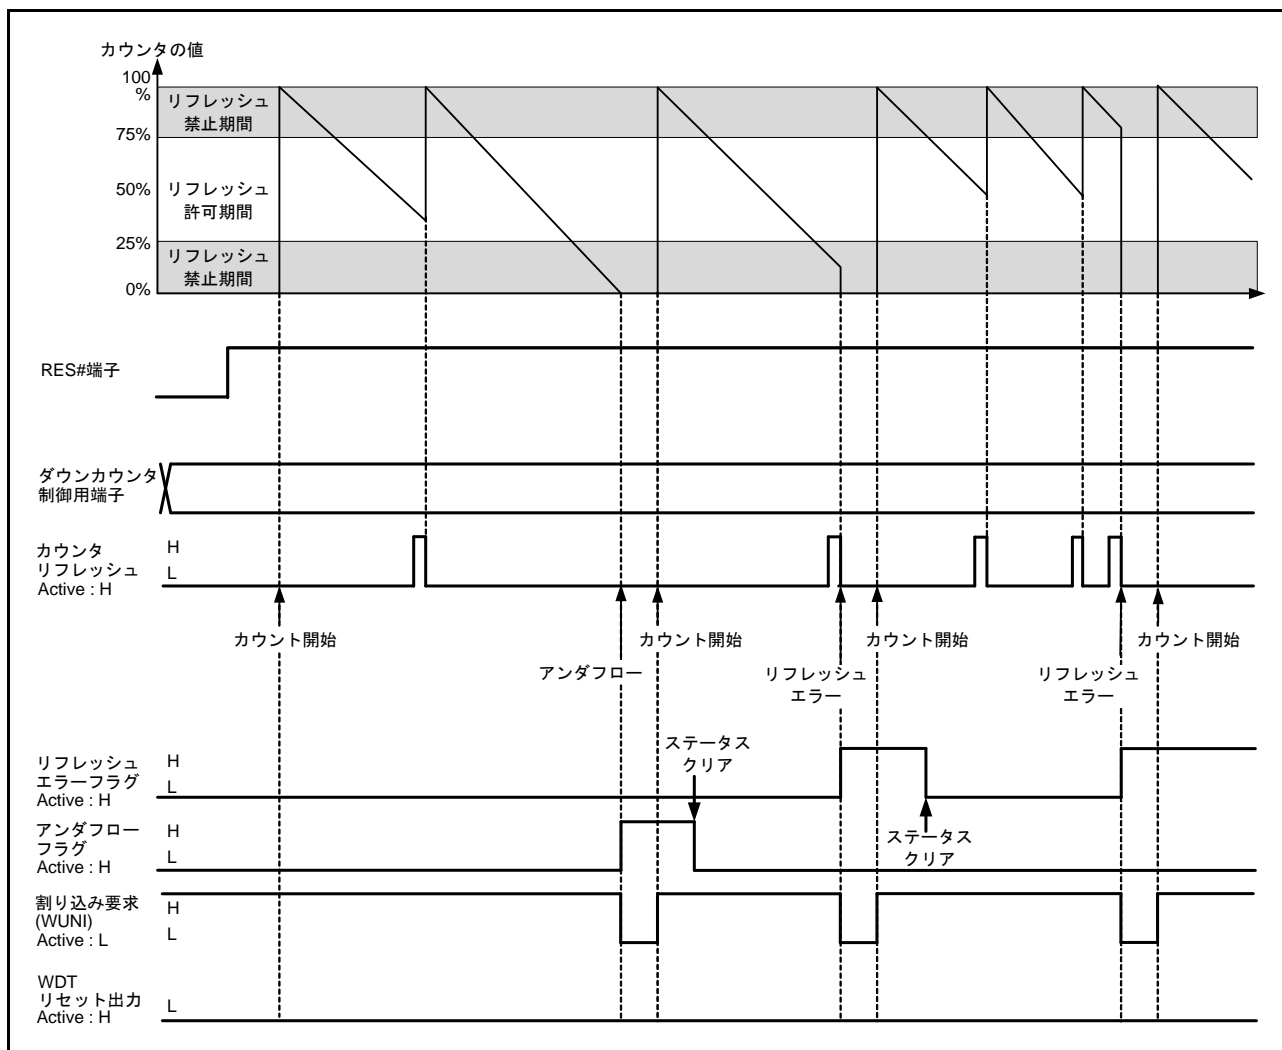 カウンタの値
100
%
リフレッシュ
禁止期間
75%
50%
リフレッシュ
許可期間
25%
リフレッシュ
禁止期間
0%
RES#端子
ダウンカウンタ
制御用端子
カウンタ
リフレッシュ
Active : H
H
L
カウント開始
カウント開始
カウント開始
カウント開始
アンダフロー
リフレッシュ
エラー
リフレッシュ
エラー
リフレッシュ
エラーフラグ
Active : H
H
L
ステータス
クリア
アンダフロー
フラグ
Active : H
H
L
ステータス
クリア
割り込み要求
(WUNI)
Active : L
H
L
WDT
リセット出力
Active : H
L